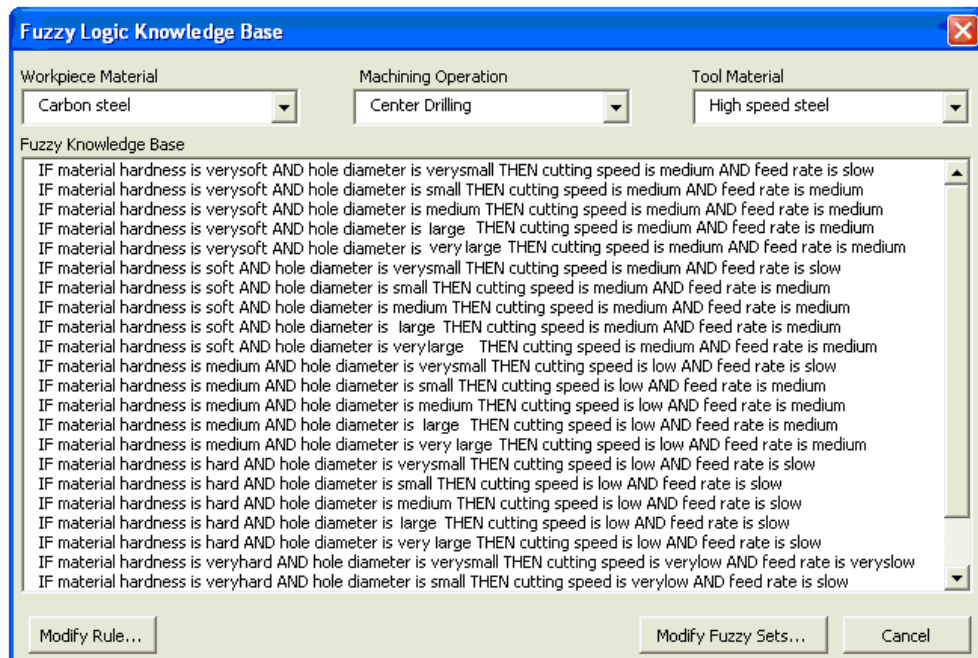 Fuzzy Logic Knowledge Base
Workpiece Material Machining Operation Tool Material
Carbon steel Center Drilling High speed steel
Fuzzy Knowledge Base
IF material hardness is verysoft AND hole diameter is verysmall THEN cutting speed is medium AND feed rate is slow
IF material hardness is verysoft AND hole diameter is small THEN cutting speed is medium AND feed rate is medium
IF material hardness is verysoft AND hole diameter is medium THEN cutting speed is medium AND feed rate is medium
IF material hardness is verysoft AND hole diameter is large THEN cutting speed is medium AND feed rate is medium
IF material hardness is verysoft AND hole diameter is very large THEN cutting speed is medium AND feed rate is medium
IF material hardness is soft AND hole diameter is verysmall THEN cutting speed is medium AND feed rate is slow
IF material hardness is soft AND hole diameter is small THEN cutting speed is medium AND feed rate is medium
IF material hardness is soft AND hole diameter is medium THEN cutting speed is medium AND feed rate is medium
IF material hardness is soft AND hole diameter is large THEN cutting speed is medium AND feed rate is medium
IF material hardness is soft AND hole diameter is verylarge THEN cutting speed is medium AND feed rate is medium
IF material hardness is medium AND hole diameter is verysmall THEN cutting speed is low AND feed rate is slow
IF material hardness is medium AND hole diameter is small THEN cutting speed is low AND feed rate is medium
IF material hardness is medium AND hole diameter is medium THEN cutting speed is low AND feed rate is medium
IF material hardness is medium AND hole diameter is large THEN cutting speed is low AND feed rate is medium
IF material hardness is medium AND hole diameter is very large THEN cutting speed is low AND feed rate is medium
IF material hardness is hard AND hole diameter is verysmall THEN cutting speed is low AND feed rate is slow
IF material hardness is hard AND hole diameter is small THEN cutting speed is low AND feed rate is slow
IF material hardness is hard AND hole diameter is medium THEN cutting speed is low AND feed rate is slow
IF material hardness is hard AND hole diameter is large THEN cutting speed is low AND feed rate is slow
IF material hardness is hard AND hole diameter is very large THEN cutting speed is low AND feed rate is slow
IF material hardness is veryhard AND hole diameter is verysmall THEN cutting speed is verylow AND feed rate is veryslow
IF material hardness is veryhard AND hole diameter is small THEN cutting speed is verylow AND feed rate is slow
Modify Rule... Modify Fuzzy Sets... Cancel